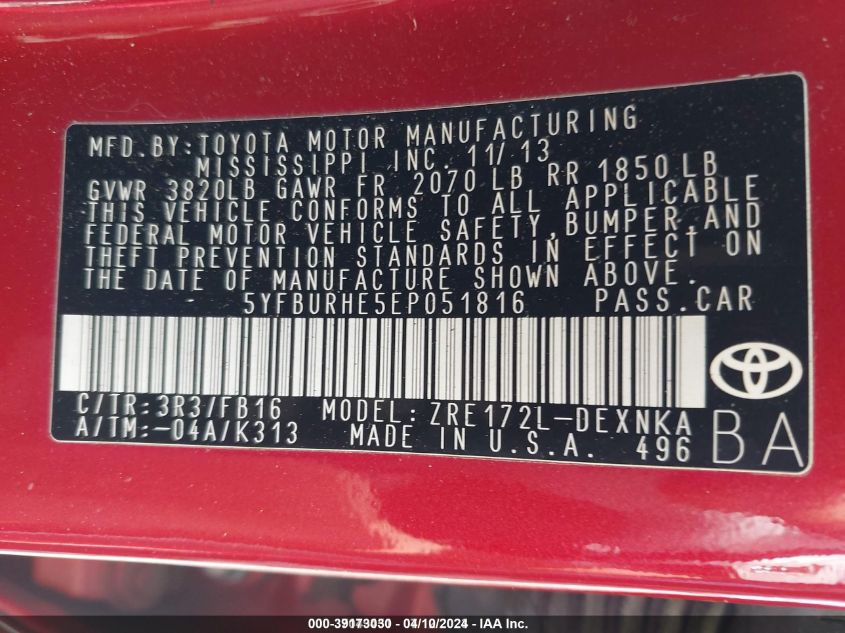 MFD.BY:TOYOTA MOTOR MANUFACTURING
MISSISSIPPI INC. 11/13
GVWR 3820LB GAWR FR 2070 LB RR 1850 LB
THIS VEHICLE CONFORMS TO ALL APPLICABLE
FEDERAL MOTOR VEHICLE SAFETY,BUMPER,AND
THEFT PREVENTION STANDARDS IN EFFECT ON
THE DATE OF MANUFACTURE SHOWN ABOVE.
5YFBURHE5EP051816 PASS.CAR
C/TR:3R3/FB16 MODEL:ZRE172L-DEXNKA
A/TM:-04A/K313 MADE IN U.S.A. 496
BA
000-39173030 - 04/10/2024 - IAA Inc.